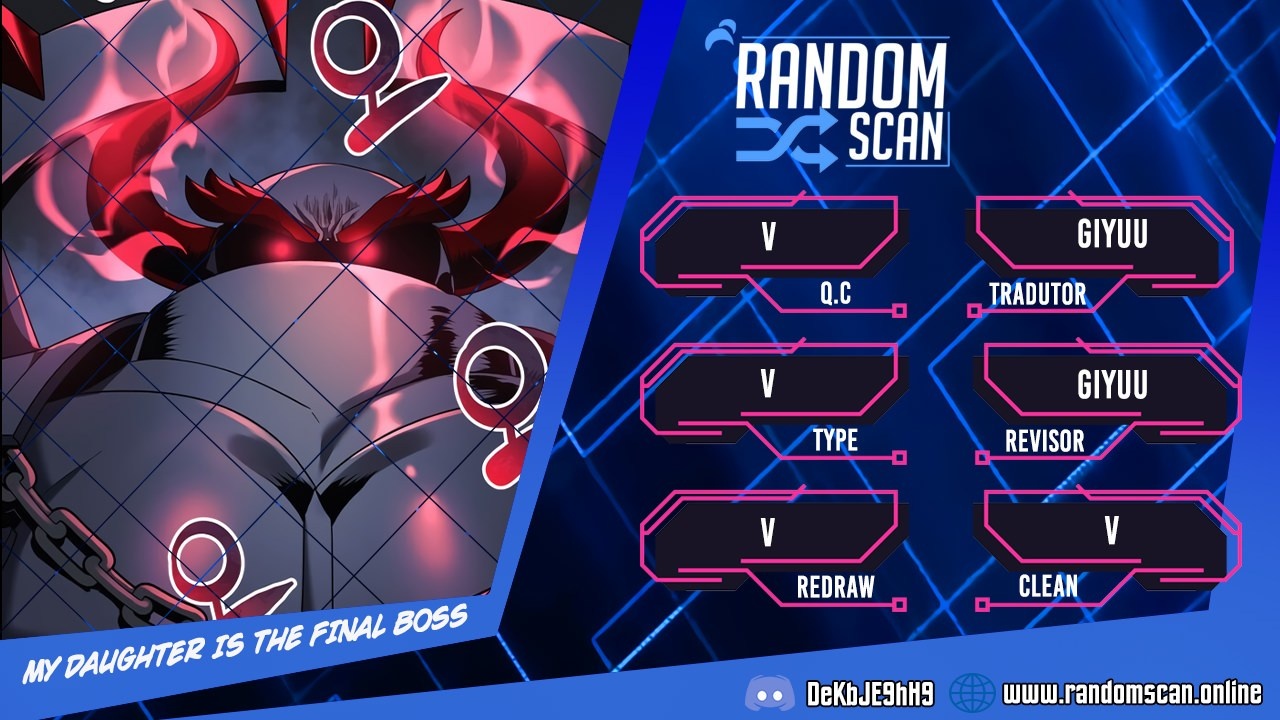 RANDOM
SCAN
V
Q.C
GIYUU
TRADUTOR
V
TYPE
GIYUU
REVISOR
V
REDRAW
V
CLEAN
MY DAUGHTER IS THE FINAL BOSS
DeKbJE9hH9
www.randomscan.online